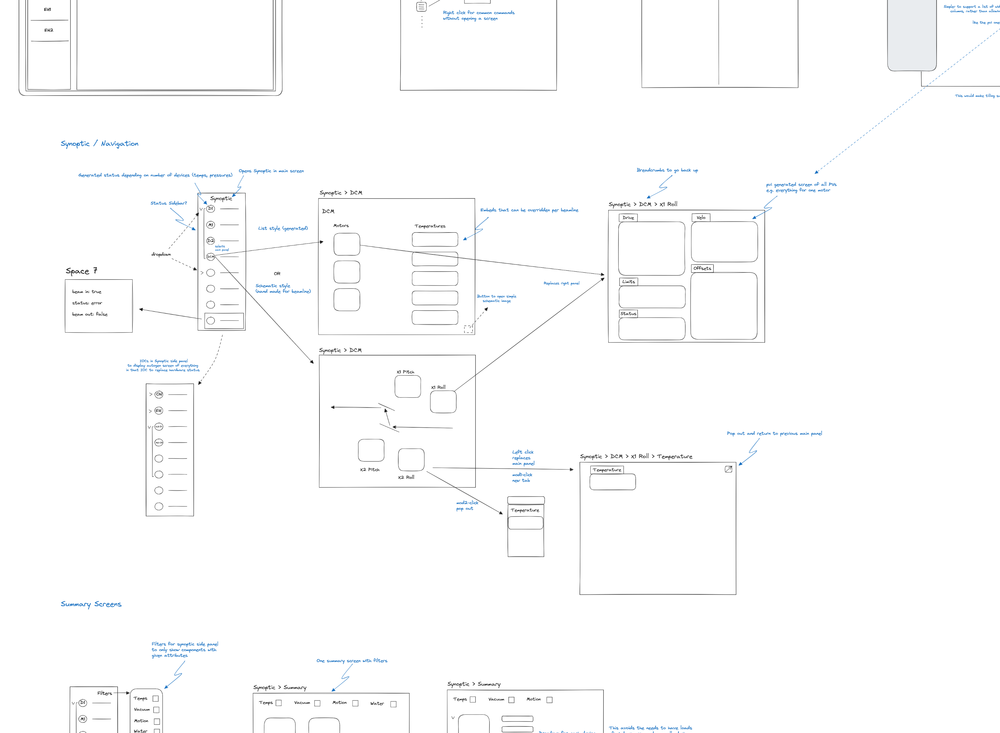 EH1
EH2
Right click for common commands
without opening a screen
Simpler to support a list of
columns, rather than
like the pvi
This would make tilling
Synoptic / Navigation
Generated status depending on number of devices (temps, pressures)
Opens Synoptic in main screen
Status Sidebar?
Synoptic
D1
M1
D2
selects
main panel
DCM
dropdown
Space 7
beam in: true
status: error
beam out: false
List style (generated)
OR
Schematic style
(hand made for beamline)
Synoptic > DCM
DCM
Motors
Temperatures
Embeds that can be overridden per beamline
Replaces right panel
Button to open simple
schematic image
Breadcrumbs to go back up
pvi generated screen of all PVs
e.g. everything for one motor
Synoptic > DCM > X1 Roll
Drive
Velo
Offsets
Limits
Status
IOCs in Synoptic side panel
to display autogen screen of everything
in that IOC to replace hardware status
OH
EH
MO-01
Synoptic > DCM
X1 Pitch
X1 Roll
X2 Pitch
X2 Roll
Left click
replaces
main panel
mod1-click
new tab
mod2-click
pop out
Temperature
Pop out and return to previous main panel
Synoptic > DCM > X1 Roll > Temperature
Temperature
Summary Screens
Filters for synoptic side panel
to only show components with
given attributes
Filters
D1
M1
Temps
Vacuum
Motion
Water
One summary screen with filters
Synoptic > Summary
Temps
Vacuum
Motion
Water
Synoptic > Summary
Temps
Vacuum
Motion
This avoids the needs to have loads